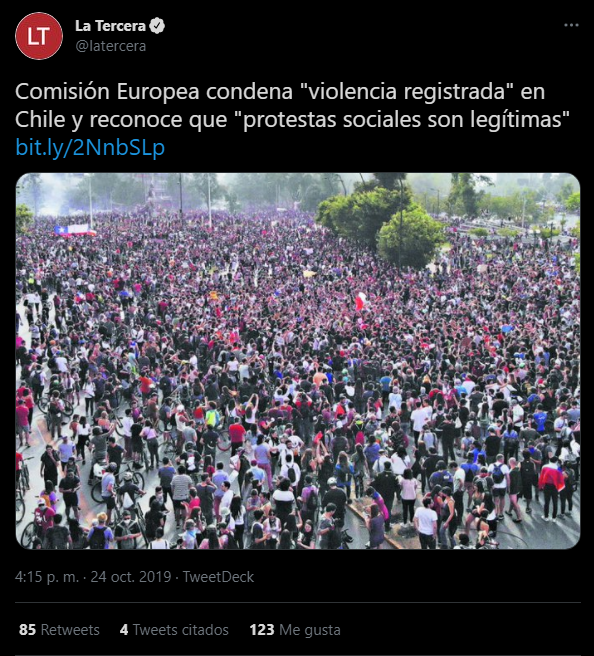 LT
La Tercera
@latercera
Comisión Europea condena "violencia registrada" en
Chile y reconoce que "protestas sociales son legítimas"
bit.ly/2NnbSLp
4:15 p. m. · 24 oct. 2019 · TweetDeck
85 Retweets 4 Tweets citados 123 Me gusta